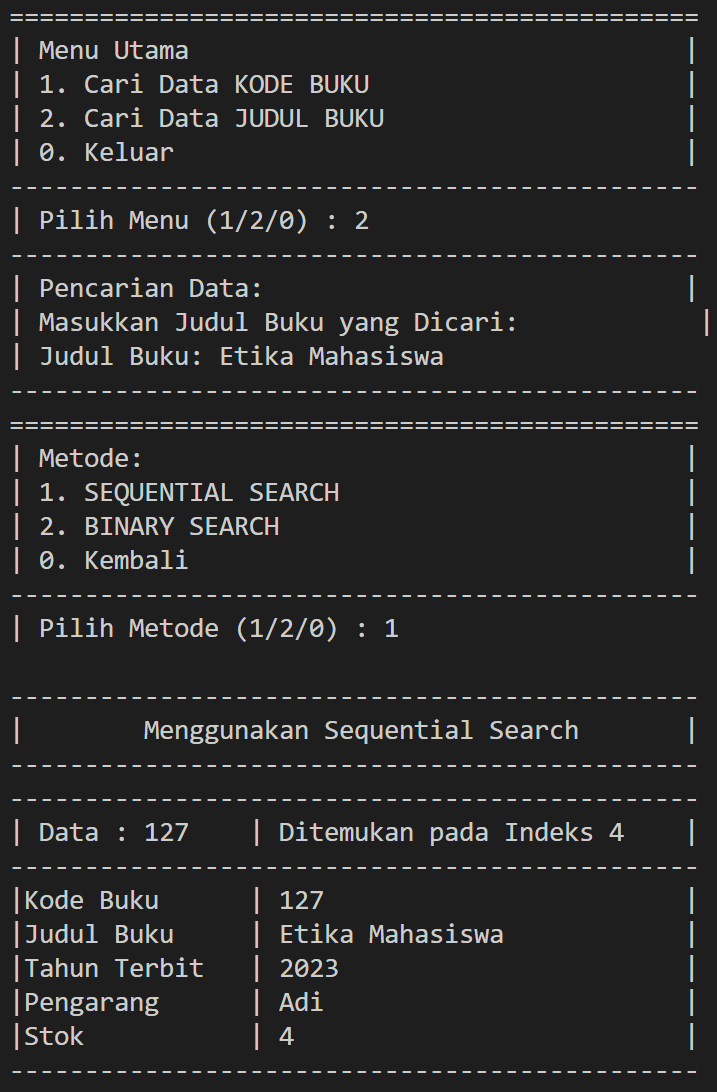 ==============================================
| Menu Utama                                 |
| 1. Cari Data KODE BUKU                     |
| 2. Cari Data JUDUL BUKU                    |
| 0. Keluar                                  |
----------------------------------------------
| Pilih Menu (1/2/0) : 2
----------------------------------------------
| Pencarian Data:                            |
| Masukkan Judul Buku yang Dicari:            |
| Judul Buku: Etika Mahasiswa
----------------------------------------------
==============================================
| Metode:                                    |
| 1. SEQUENTIAL SEARCH                       |
| 2. BINARY SEARCH                           |
| 0. Kembali                                 |
----------------------------------------------
| Pilih Metode (1/2/0) : 1

----------------------------------------------
|        Menggunakan Sequential Search       |
----------------------------------------------
----------------------------------------------
| Data : 127    | Ditemukan pada Indeks 4    |
----------------------------------------------
|Kode Buku      | 127                        |
|Judul Buku     | Etika Mahasiswa            |
|Tahun Terbit   | 2023                       |
|Pengarang      | Adi                        |
|Stok           | 4                          |
----------------------------------------------